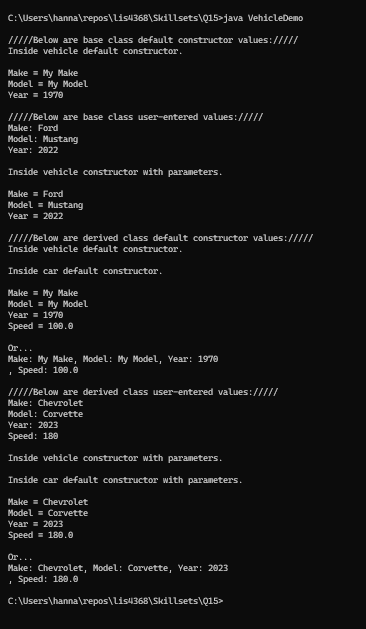 C:\Users\hanna\repos\lis4368\Skillsets\Q15>java VehicleDemo
/////Below are base class default constructor values://///
Inside vehicle default constructor.
Make = My Make
Model = My Model
Year = 1970
/////Below are base class user-entered values://///
Make: Ford
Model: Mustang
Year: 2022
Inside vehicle constructor with parameters.
Make = Ford
Model = Mustang
Year = 2022
/////Below are derived class default constructor values://///
Inside vehicle default constructor.
Inside car default constructor.
Make = My Make
Model = My Model
Year = 1970
Speed = 100.0
Or...
Make: My Make, Model: My Model, Year: 1970
, Speed: 100.0
/////Below are derived class user-entered values://///
Make: Chevrolet
Model: Corvette
Year: 2023
Speed: 180
Inside vehicle constructor with parameters.
Inside car default constructor with parameters.
Make = Chevrolet
Model = Corvette
Year = 2023
Speed = 180.0
Or...
Make: Chevrolet, Model: Corvette, Year: 2023
, Speed: 180.0
C:\Users\hanna\repos\lis4368\Skillsets\Q15>